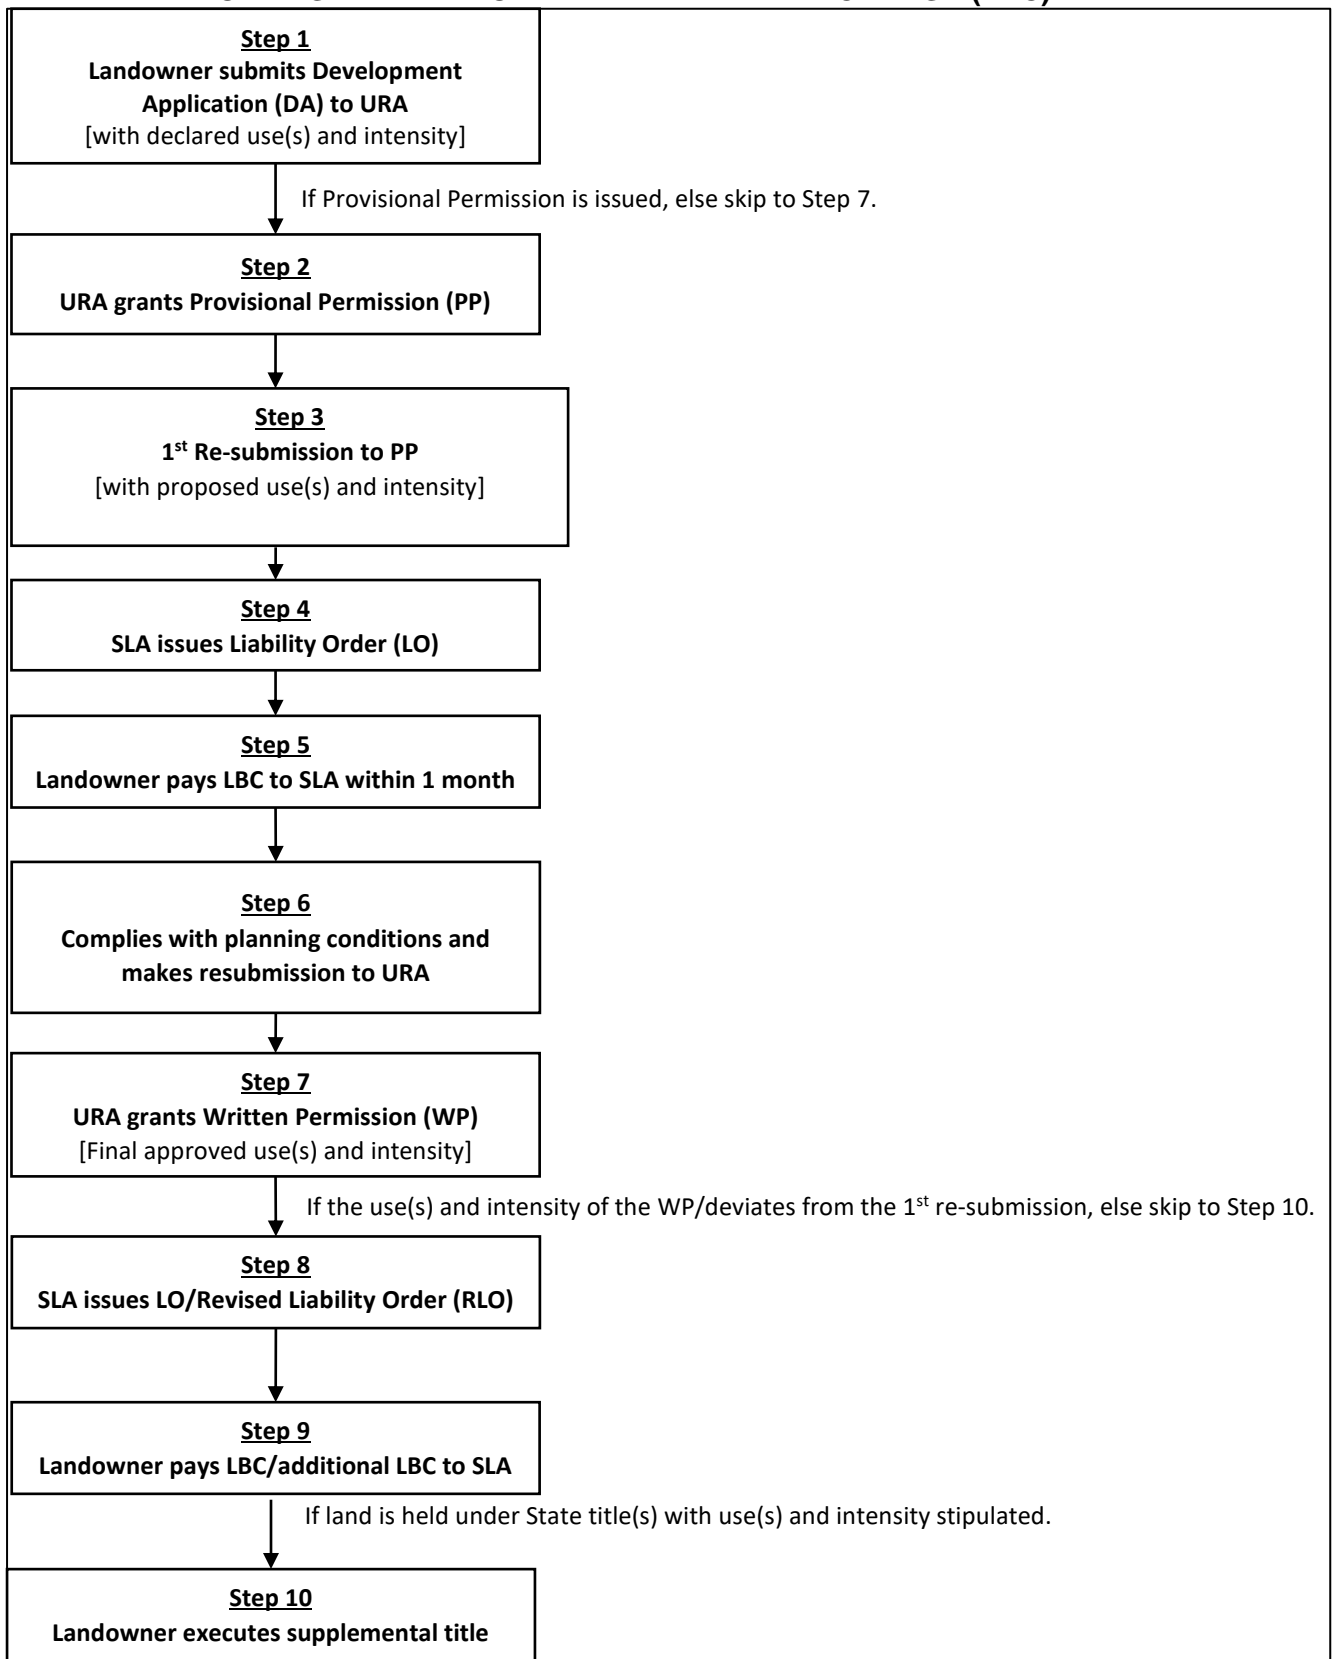 Step 1
Landowner submits Development
Application (DA) to URA
[with declared use(s) and intensity]
If Provisional Permission is issued, else skip to Step 7.
Step 2
URA grants Provisional Permission (PP)
Step 3
1st Re-submission to PP
[with proposed use(s) and intensity]
Step 4
SLA issues Liability Order (LO)
Step 5
Landowner pays LBC to SLA within 1 month
Step 6
Complies with planning conditions and
makes resubmission to URA
Step 7
URA grants Written Permission (WP)
[Final approved use(s) and intensity]
If the use(s) and intensity of the WP/deviates from the 1st re-submission, else skip to Step 10.
Step 8
SLA issues LO/Revised Liability Order (RLO)
Step 9
Landowner pays LBC/additional LBC to SLA
If land is held under State title(s) with use(s) and intensity stipulated.
Step 10
Landowner executes supplemental title